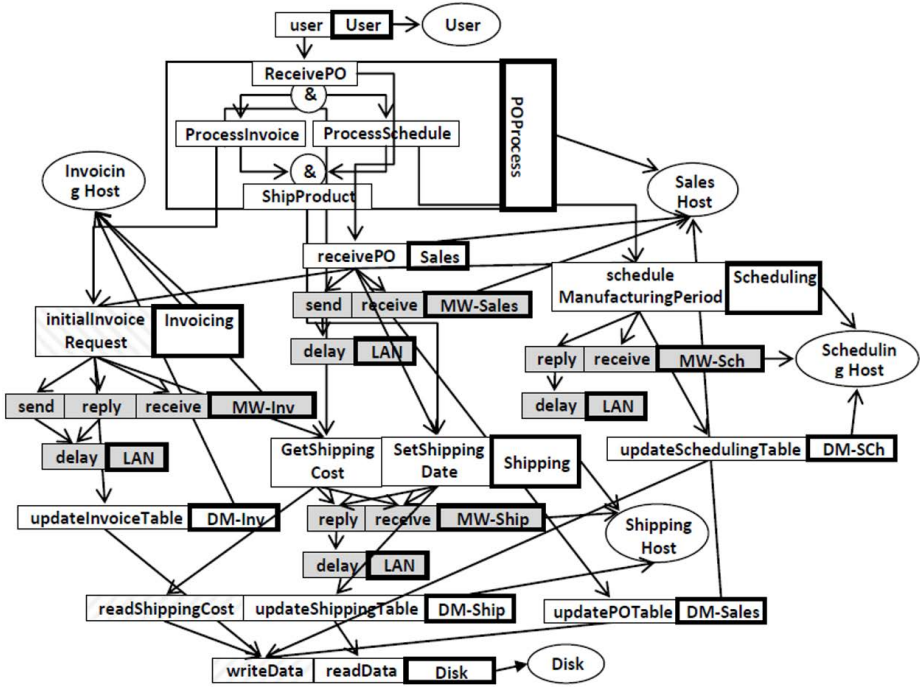 user User User
ReceivePO
&
ProcessInvoice ProcessSchedule
POProcess
&
ShipProduct
Invoicin
g Host
Sales
Host
receivePO Sales
schedule
ManufacturingPeriod
Scheduling
send receive MW-Sales
initialInvoice
Request
Invoicing
delay LAN
reply receive MW-Sch
Schedulin
g Host
delay LAN
send reply receive MW-Inv
delay LAN
GetShipping
Cost
SetShipping
Date
Shipping
updateSchedulingTable DM-SCh
updateInvoiceTable DM-Inv
reply receive MW-Ship
Shipping
Host
delay LAN
readShippingCost updateShippingTable DM-Ship
updatePOTable DM-Sales
writeData readData Disk Disk